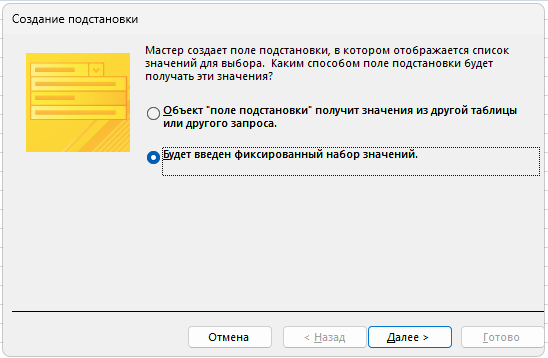 Создание подстановки
Мастер создает поле подстановки, в котором отображается список
значений для выбора. Каким способом поле подстановки будет
получать эти значения?
Объект "поле подстановки" получит значения из другой таблицы
или другого запроса.
Будет введен фиксированный набор значений.
Отмена
< Назад
Далее >
Готово